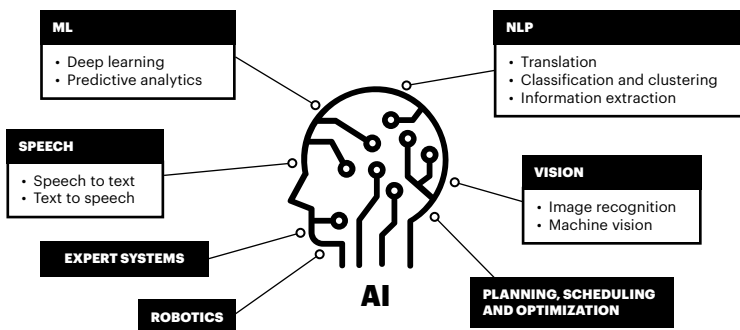 ML
• Deep learning
• Predictive analytics
NLP
• Translation
• Classification and clustering
• Information extraction
SPEECH
• Speech to text
• Text to speech
VISION
• Image recognition
• Machine vision
EXPERT SYSTEMS
ROBOTICS
AI
PLANNING, SCHEDULING
AND OPTIMIZATION